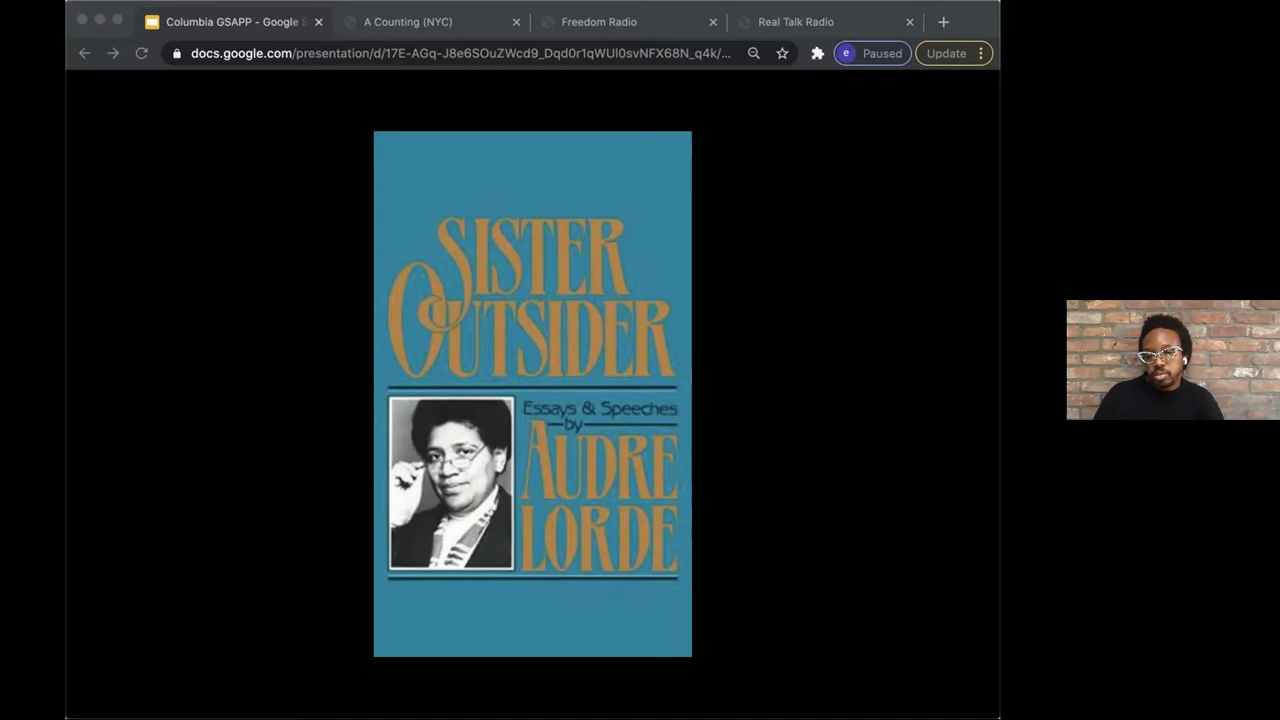 Columbia GSAPP - Google S
A Counting (NYC)
Freedom Radio
Real Talk Radio
docs.google.com/presentation/d/17E-AGq-J8e6SOuZWcd9_Dqd0r1qWUl0svNFX68N_q4k/...
e
Paused
Update
SISTER
OUTSIDER
Essays & Speeches
by
AUDRE
LORDE